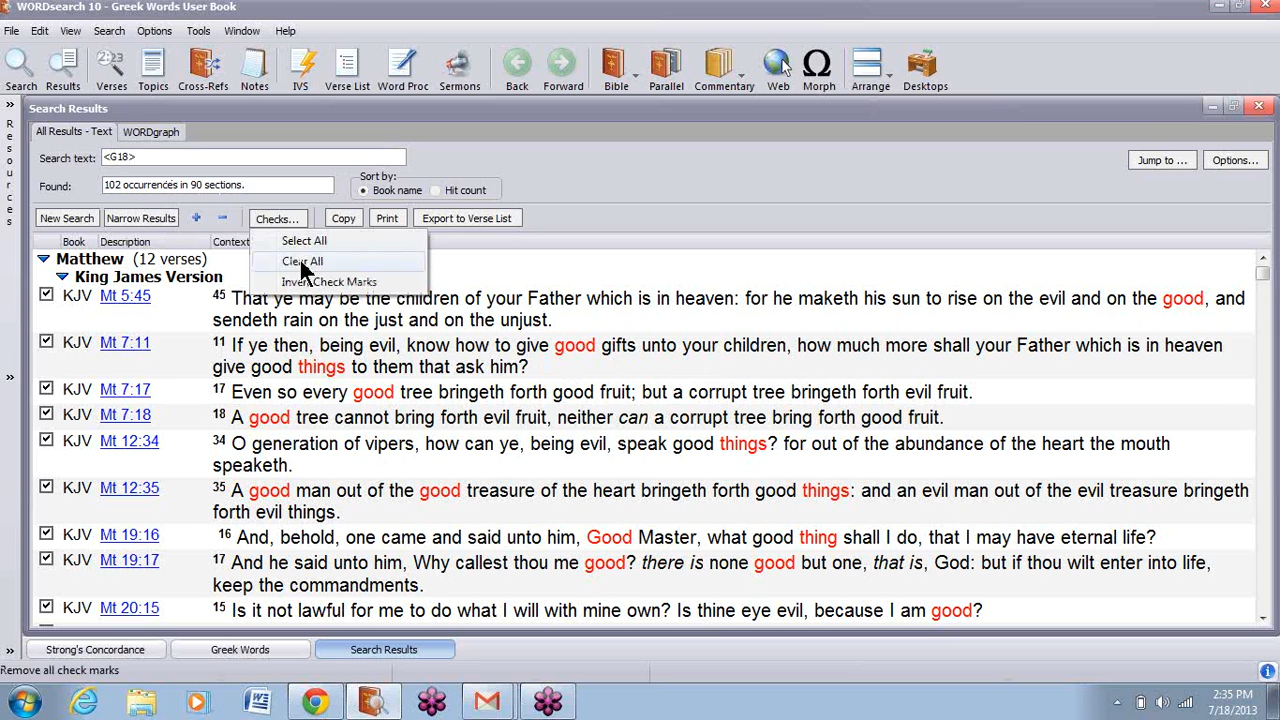 WORDsearch 10 - Greek Words User Book
File Edit View Search Options Tools Window Help
Search Results Verses Topics Cross-Refs Notes IVS Verse List Word Proc Sermons Back Forward Bible Parallel Commentary Web Morph Arrange Desktops
»
Search Results
Resources
All Results - Text WORDgraph
Search text: <G18> Jump to ... Options...
Found: 102 occurrences in 90 sections. Sort by: Book name Hit count
New Search Narrow Results + - Checks... Copy Print Export to Verse List
Select All
Book Description Context
Clear All
Matthew (12 verses)
King James Version
Invert Check Marks
KJV Mt 5:45 45 That ye may be the children of your Father which is in heaven: for he maketh his sun to rise on the evil and on the good, and
sendeth rain on the just and on the unjust.
KJV Mt 7:11 11 If ye then, being evil, know how to give good gifts unto your children, how much more shall your Father which is in heaven
give good things to them that ask him?
»
KJV Mt 7:17 17 Even so every good tree bringeth forth good fruit; but a corrupt tree bringeth forth evil fruit.
KJV Mt 7:18 18 A good tree cannot bring forth evil fruit, neither can a corrupt tree bring forth good fruit.
KJV Mt 12:34 34 O generation of vipers, how can ye, being evil, speak good things? for out of the abundance of the heart the mouth
speaketh.
KJV Mt 12:35 35 A good man out of the good treasure of the heart bringeth forth good things: and an evil man out of the evil treasure bringeth
forth evil things.
KJV Mt 19:16 16 And, behold, one came and said unto him, Good Master, what good thing shall I do, that I may have eternal life?
KJV Mt 19:17 17 And he said unto him, Why callest thou me good? there is none good but one, that is, God: but if thou wilt enter into life,
keep the commandments.
KJV Mt 20:15 15 Is it not lawful for me to do what I will with mine own? Is thine eye evil, because I am good?
» Strong's Concordance Greek Words Search Results
Remove all check marks
2:35 PM
7/18/2013